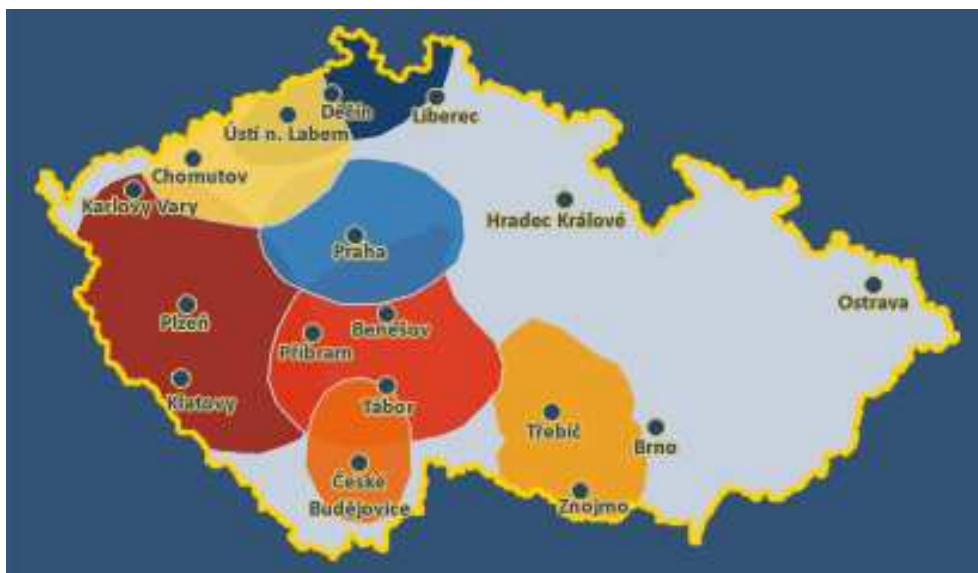 Děčín
Liberec
Ústí n. Labem
Chomutov
Karlovy Vary
Hradec Králové
Praha
Ostrava
Plzeň
Benešov
Příbram
Klatovy
Tábor
Třebíč
Brno
České
Budějovice
Znojmo